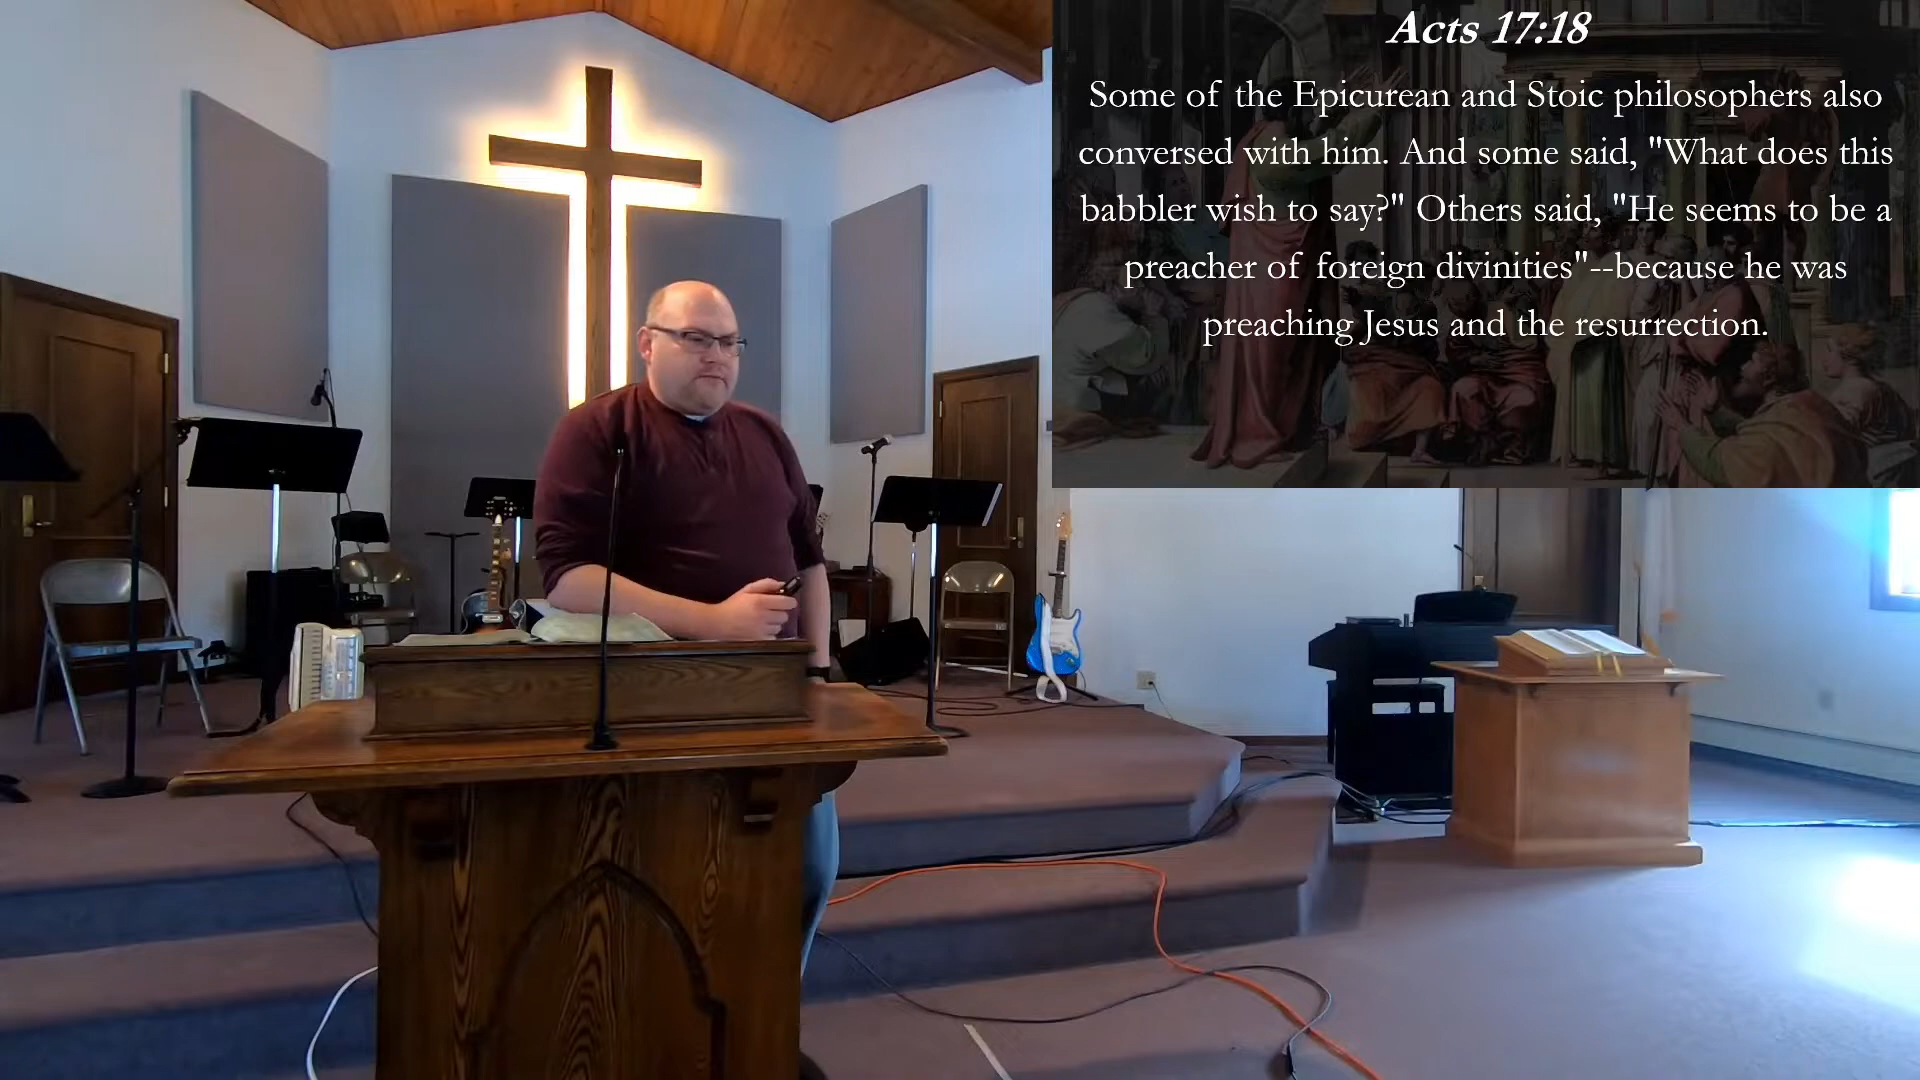 Acts 17:18
Some of the Epicurean and Stoic philosophers also
conversed with him. And some said, "What does this
babbler wish to say?" Others said, "He seems to be a
preacher of foreign divinities"--because he was
preaching Jesus and the resurrection.